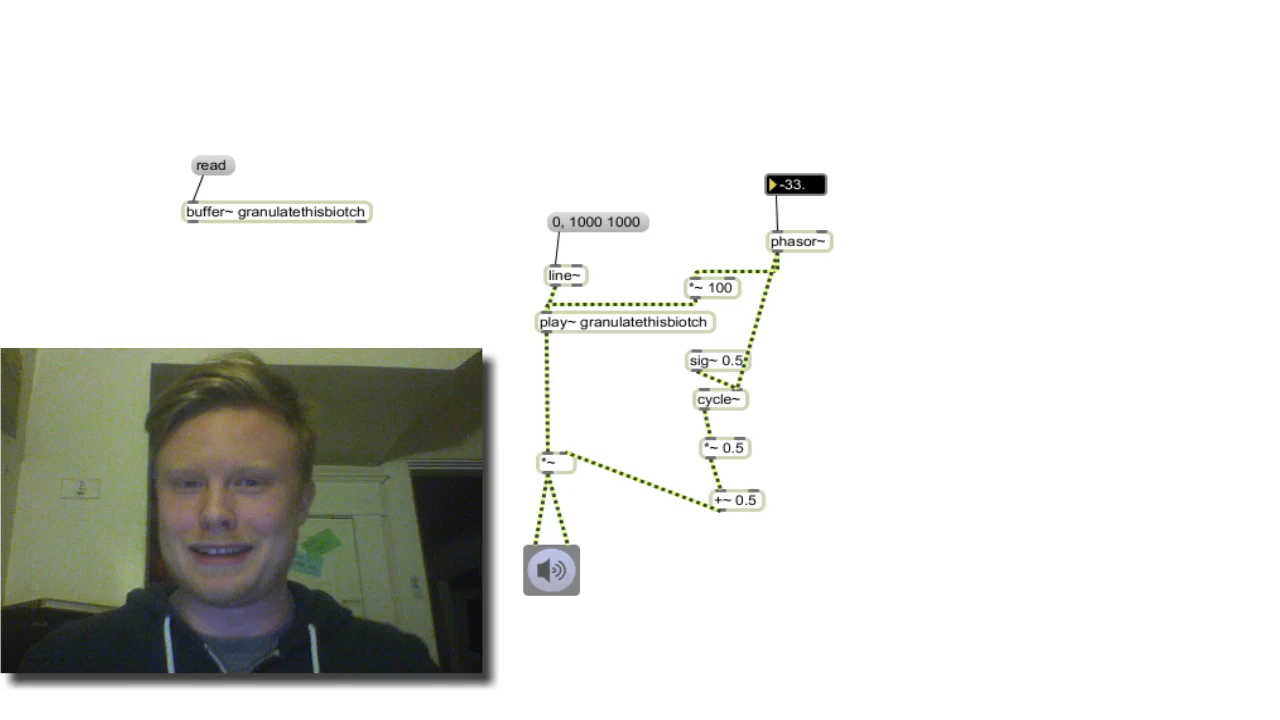 read
buffer~ granulatethisbiotch
-33.
0, 1000 1000
phasor~
line~
*~ 100
play~ granulatethisbiotch
sig~ 0.5
cycle~
*~ 0.5
*~
+~ 0.5